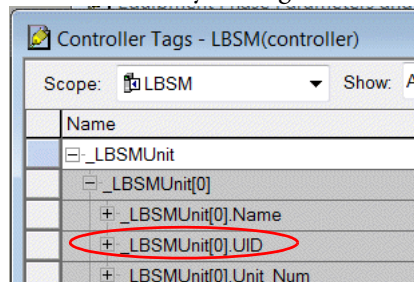 Controller Tags - LBSM(controller)
Scope: LBSM Show:
Name
_LBSMUnit
_LBSMUnit[0]
_LBSMUnit[0].Name
_LBSMUnit[0].UID
_LBSMUnit[0].Unit_Num